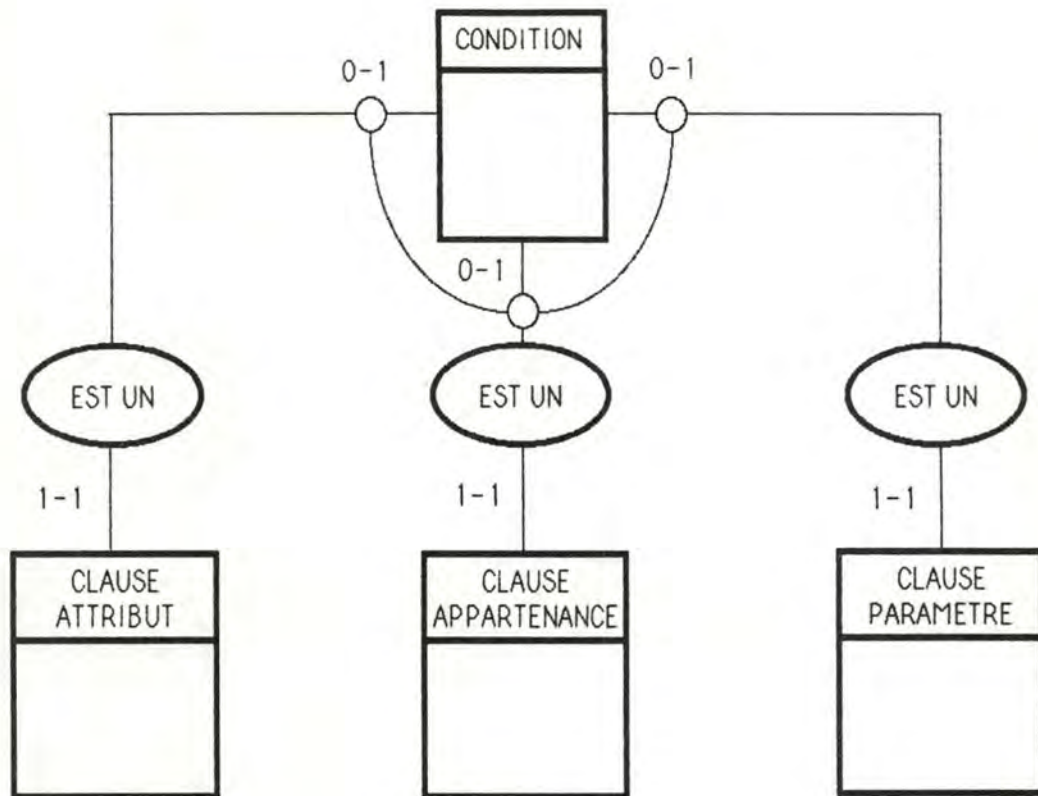 CONDITION
0-1
0-1
0-1
EST UN
EST UN
EST UN
1-1
1-1
1-1
CLAUSE
ATTRIBUT
CLAUSE
APPARTENANCE
CLAUSE
PARAMETRE